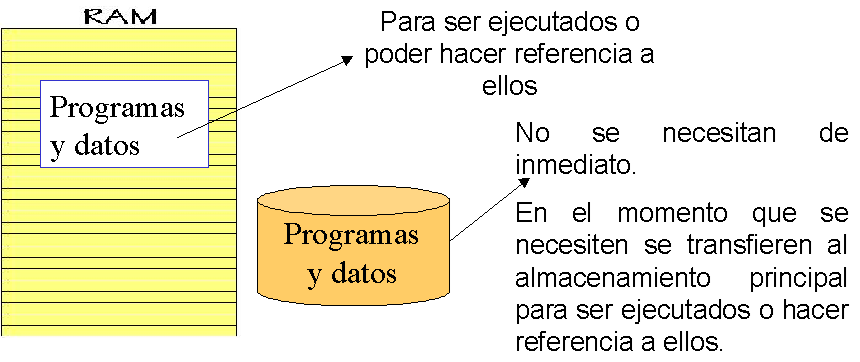 RAM
Programas
y datos
Para ser ejecutados o
poder hacer referencia a
ellos
No se necesitan de
inmediato.
Programas
y datos
En el momento que se
necesiten se transfieren al
almacenamiento principal
para ser ejecutados o hacer
referencia a ellos.